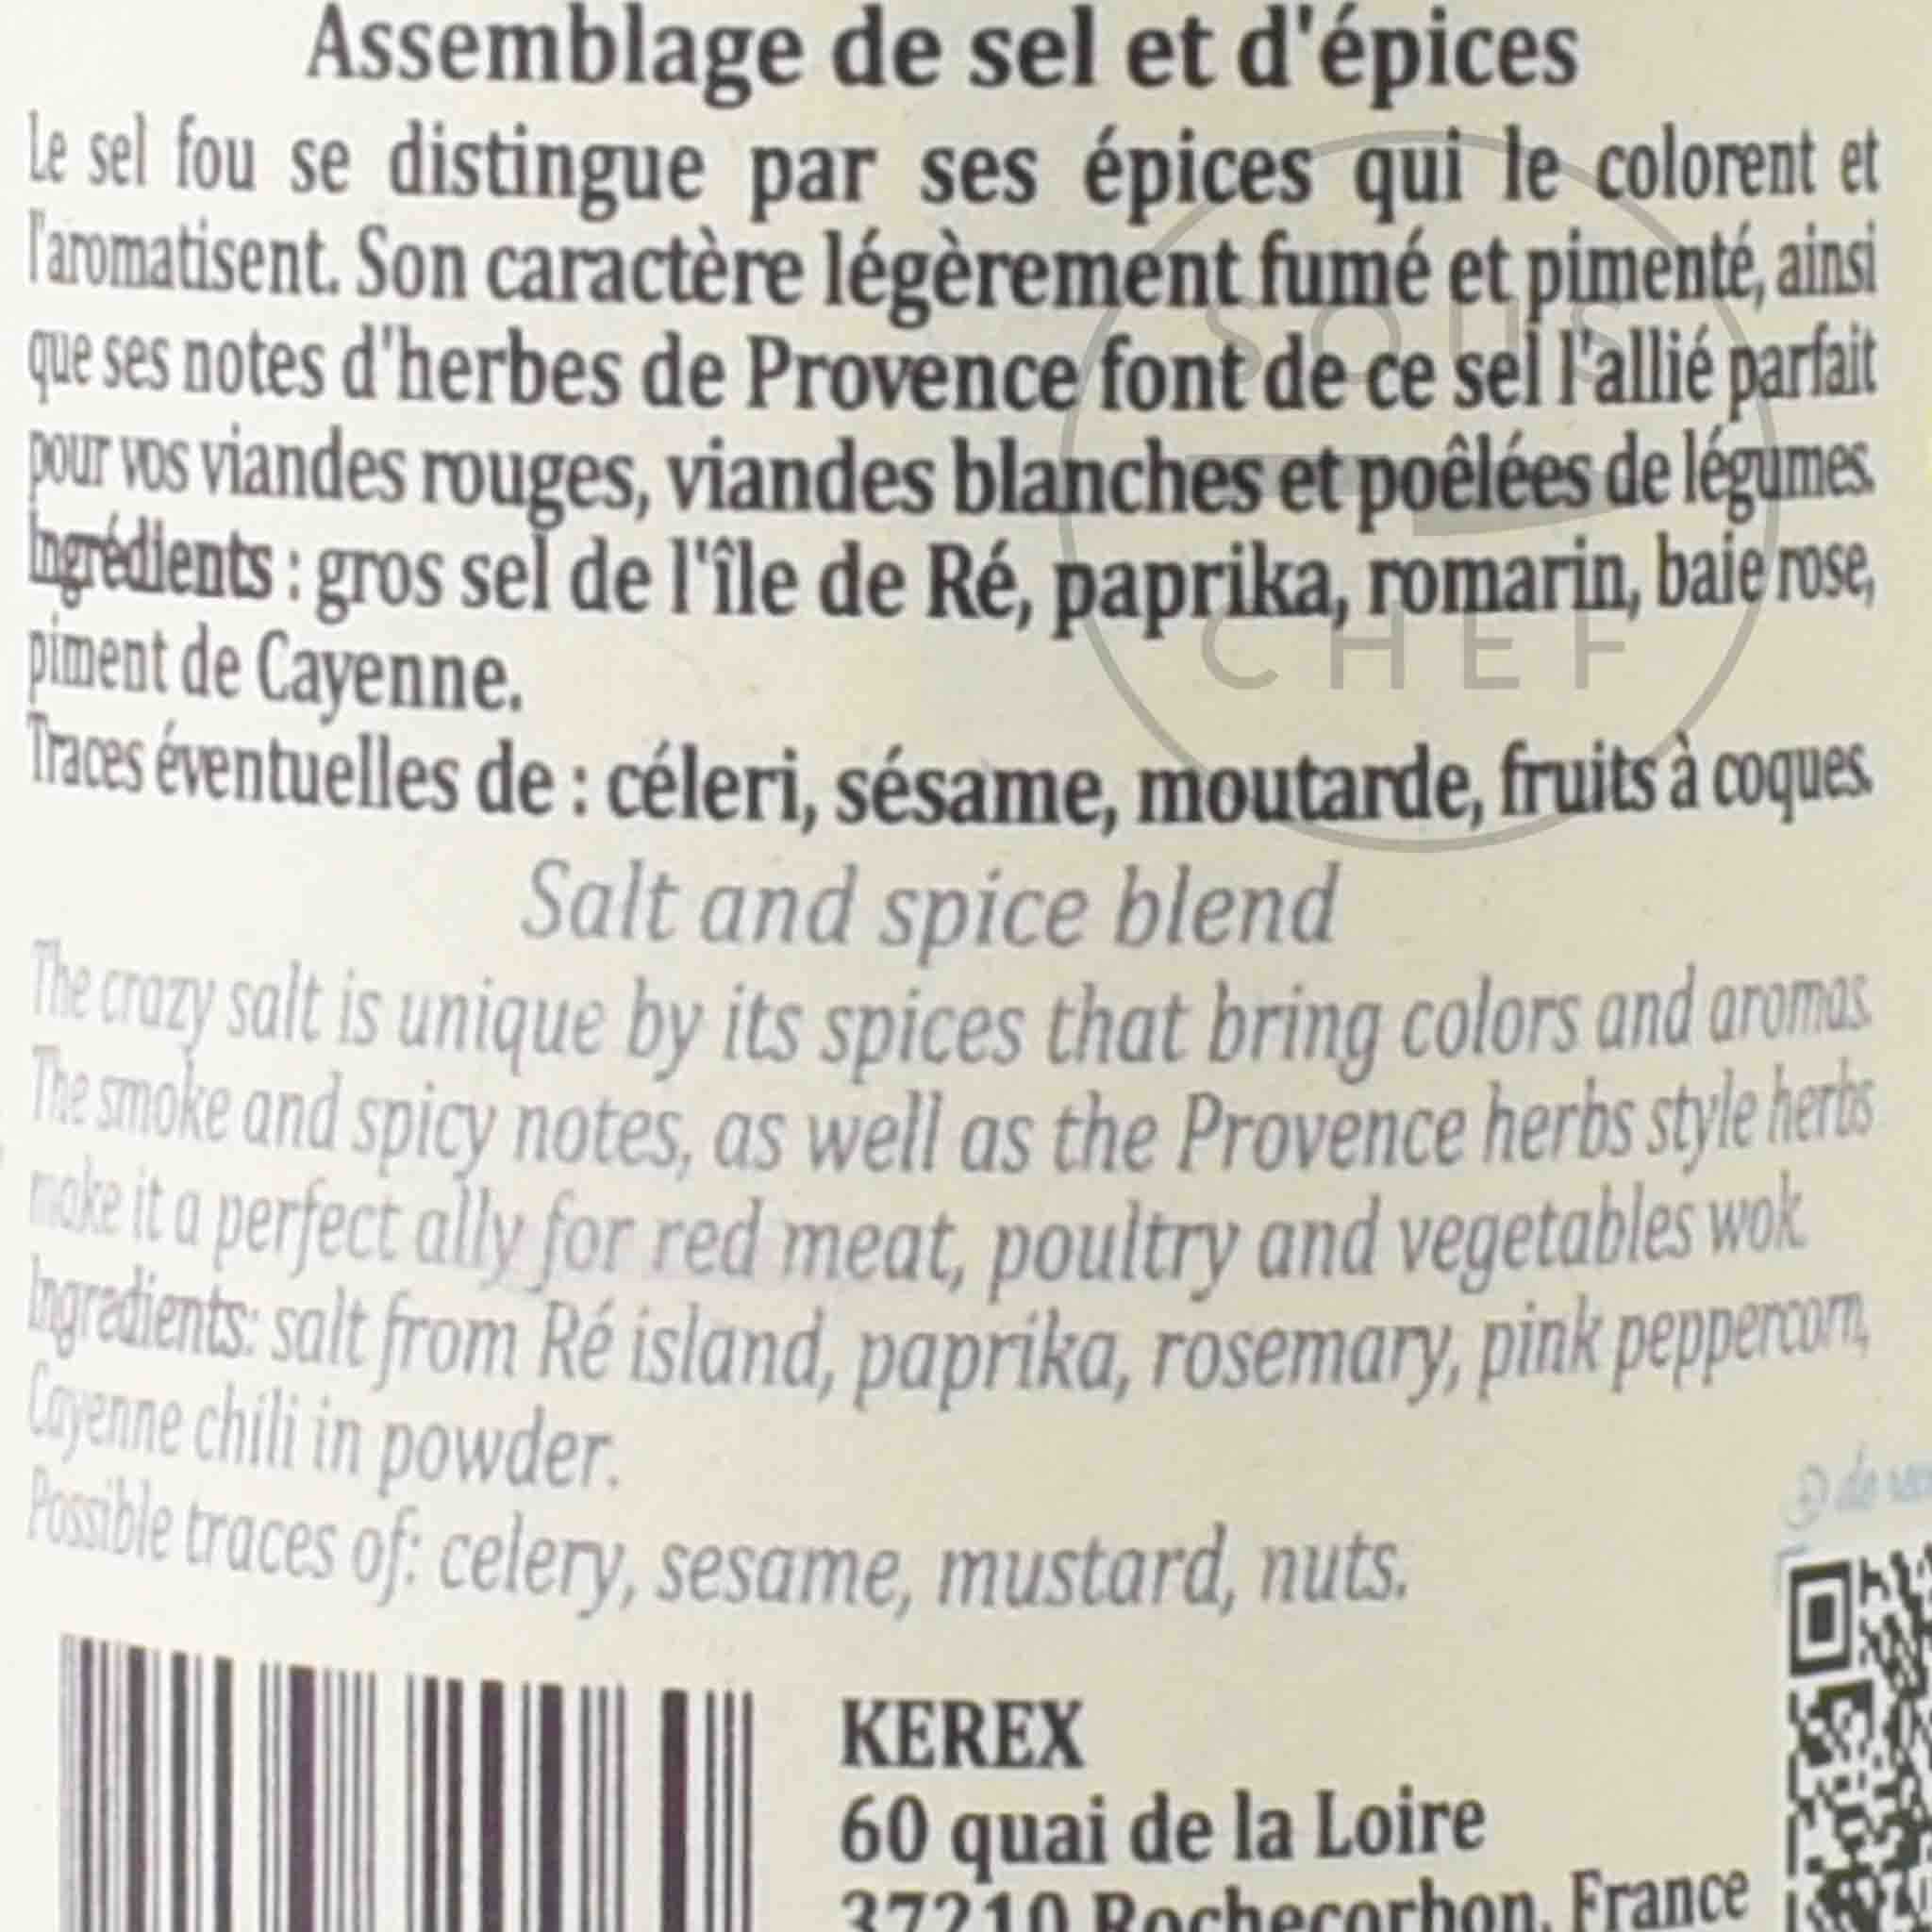 Assemblage de sel et d'épices
Le sel fou se distingue par ses épices qui le colorent et
l'aromatisent. Son caractère légèrement fumé et pimenté, ainsi
que ses notes d'herbes de Provence font de ce sel l'allié parfait
pour vos viandes rouges, viandes blanches et poêlées de légumes.
Ingrédients : gros sel de l'île de Ré, paprika, romarin, baie rose,
piment de Cayenne.
Traces éventuelles de : céleri, sésame, moutarde, fruits à coques.
SOUS
CHEF
Salt and spice blend
The crazy salt is unique by its spices that bring colors and aromas.
The smoke and spicy notes, as well as the Provence herbs style herbs
make it a perfect ally for red meat, poultry and vegetables wok.
Ingredients: salt from Ré island, paprika, rosemary, pink peppercorn,
Cayenne chili in powder.
Possible traces of: celery, sesame, mustard, nuts.
KEREX
60 quai de la Loire
37210 Rochecorbon, France